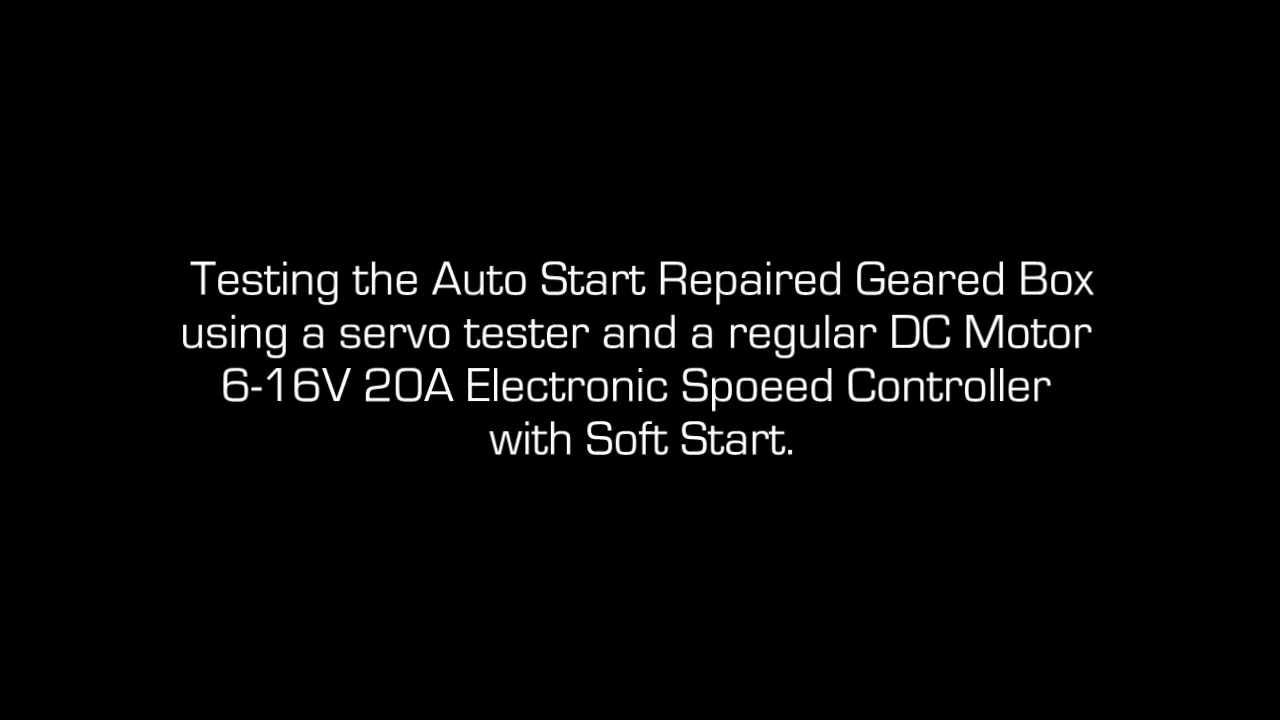 Testing the Auto Start Repaired Geared Box
using a servo tester and a regular DC Motor
6-16V 20A Electronic Spoeed Controller
with Soft Start.